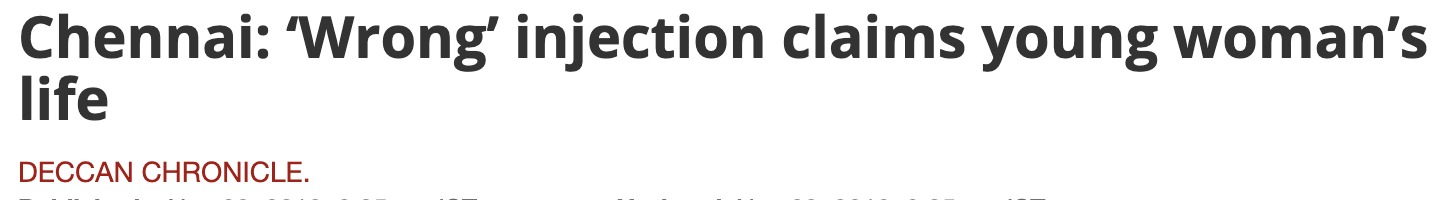 Chennai: ‘Wrong’ injection claims young woman’s
life
DECCAN CHRONICLE.